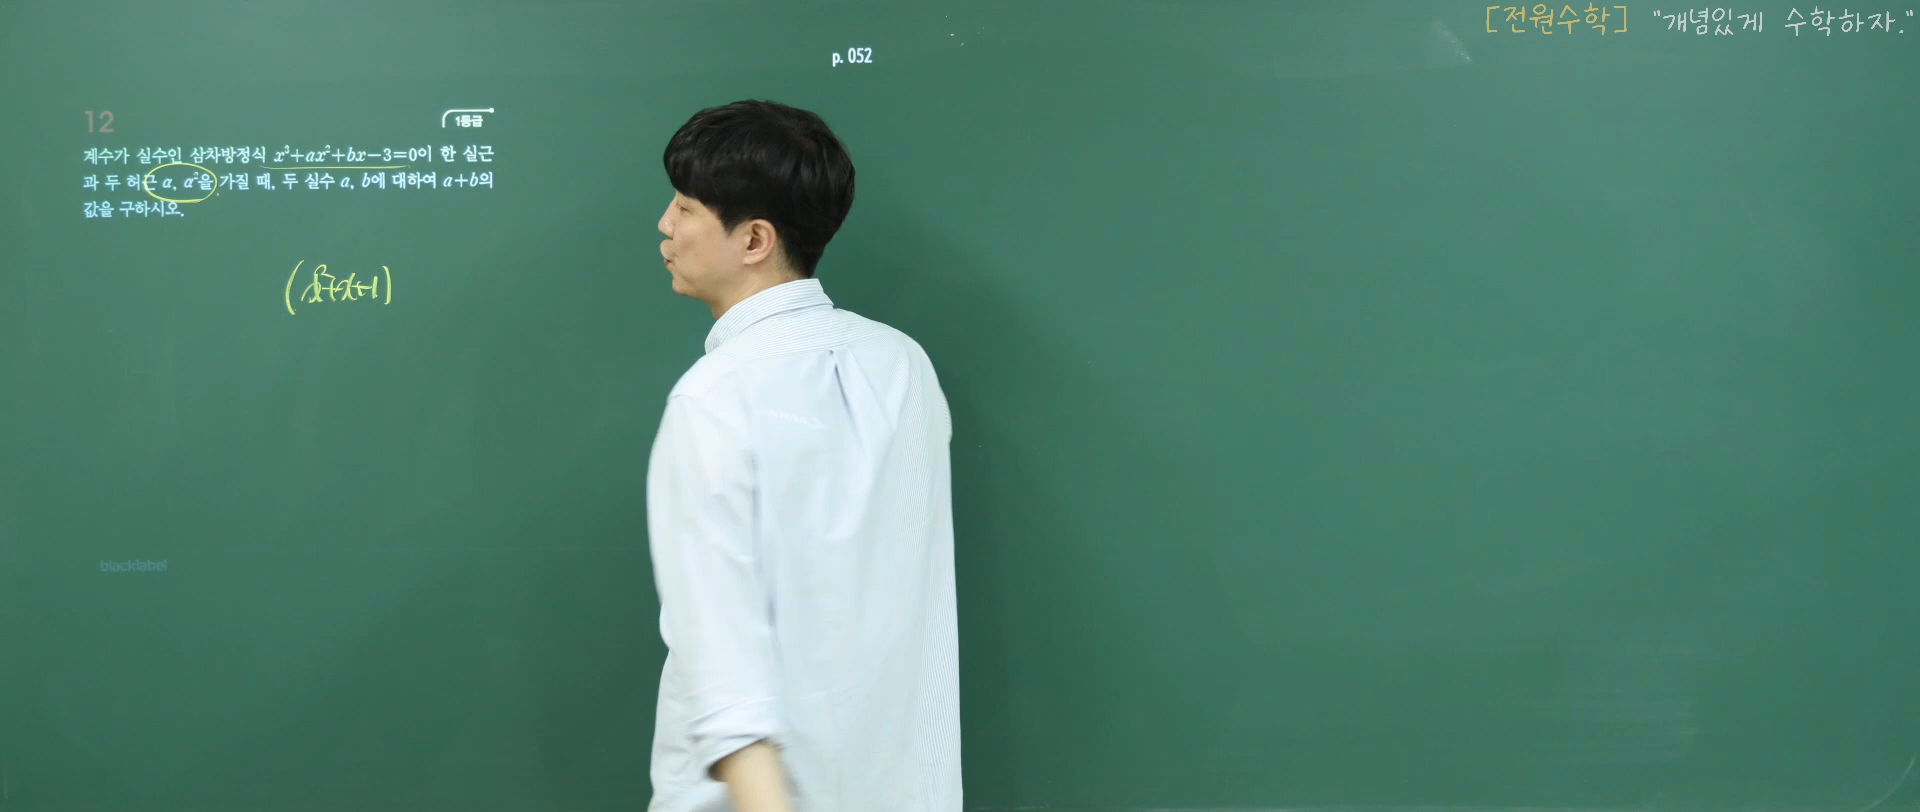 [전원수학] "개념있게 수학하자."
p. 052
12
1등급
계수가 실수인 삼차방정식 x³+ax²+bx−3=0이 한 실근
과 두 허근 α, α²을 가질 때, 두 실수 a, b에 대하여 a+b의
값을 구하시오.
(α²+α+1)
blacklabel